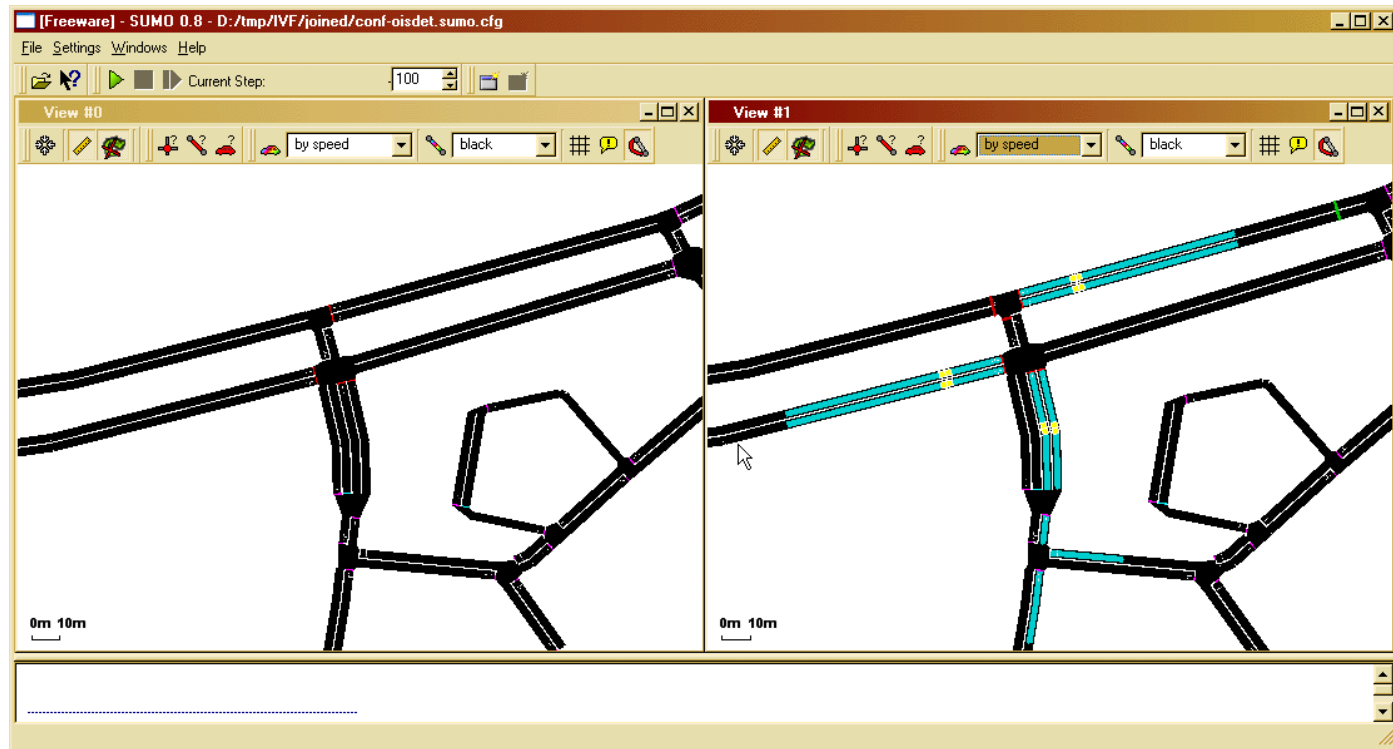 [Freeware] - SUMO 0.8 - D:/tmp/IVF/joined/conf-oisdet.sumo.cfg
File Settings Windows Help
Current Step: -100
View #0
View #1
by speed black
by speed black
0m 10m
0m 10m